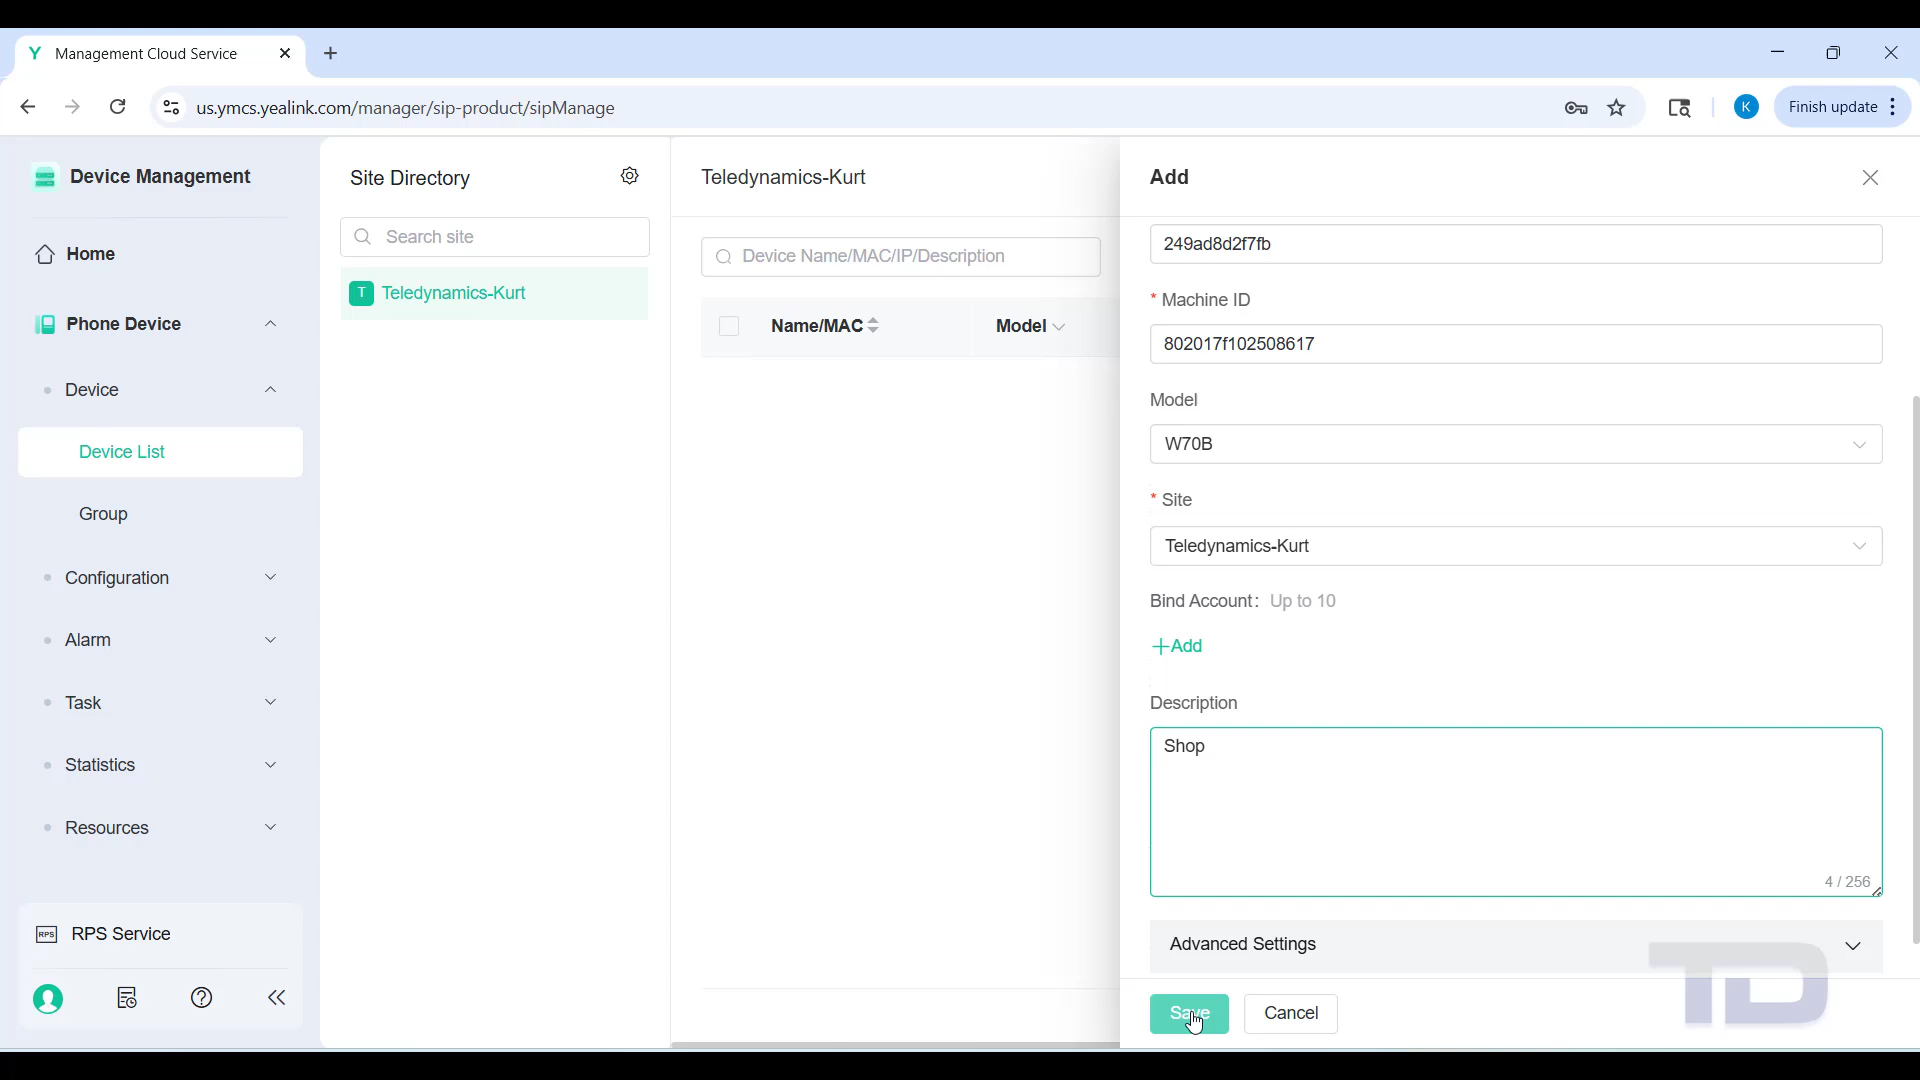 Y Management Cloud Service
us.ymcs.yealink.com/manager/sip-product/sipManage
K
Finish update
Device Management
Home
Phone Device
Device
Device List
Group
Configuration
Alarm
Task
Statistics
Resources
RPS RPS Service
Site Directory
Search site
T Teledynamics-Kurt
Teledynamics-Kurt
Device Name/MAC/IP/Description
Name/MAC Model
Add
249ad8d2f7fb
* Machine ID
802017f102508617
Model
W70B
* Site
Teledynamics-Kurt
Bind Account: Up to 10
+Add
Description
Shop
4 / 256
Advanced Settings
Save Cancel
TD